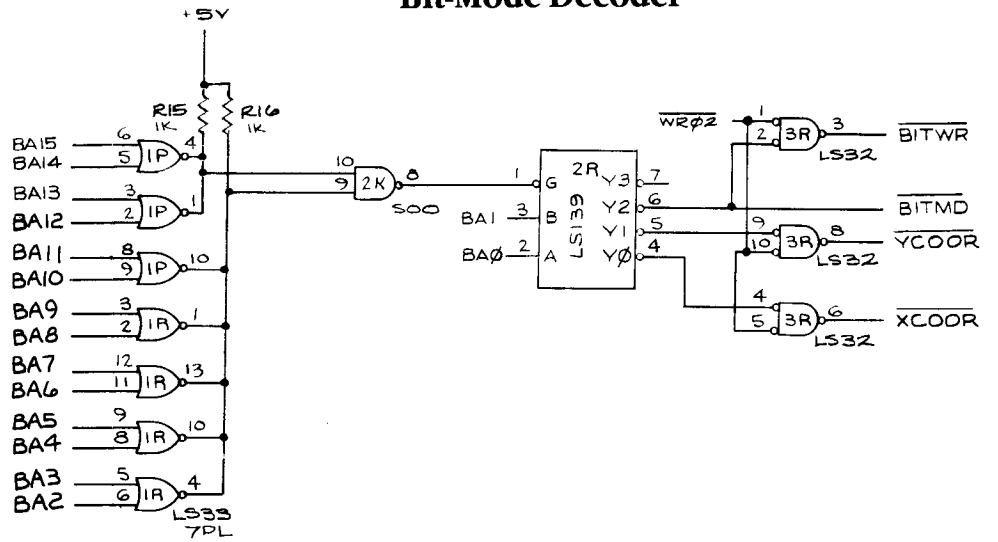 Bit-Mode Decoder
+5V
R15 1K
R16 1K
BA15 6
BA14 5
1P 4
BA13 3
BA12 2
1P 1
BA11 8
BA10 9
1P 10
BA9 3
BA8 2
1R 1
BA7 12
BA6 11
1R 13
BA5 9
BA4 8
1R 10
BA3 5
BA2 6
1R 4
LS33
7PL
10
9
2K 8
S00
1 G
BA1 3 B
BAØ 2 A
LS139
2R
Y3 7
Y2 6
Y1 5
YØ 4
WRØ2
1
2
3R 3
LS32
BITWR
BITMD
9
10
3R 8
LS32
YCOOR
4
5
3R 6
LS32
XCOOR